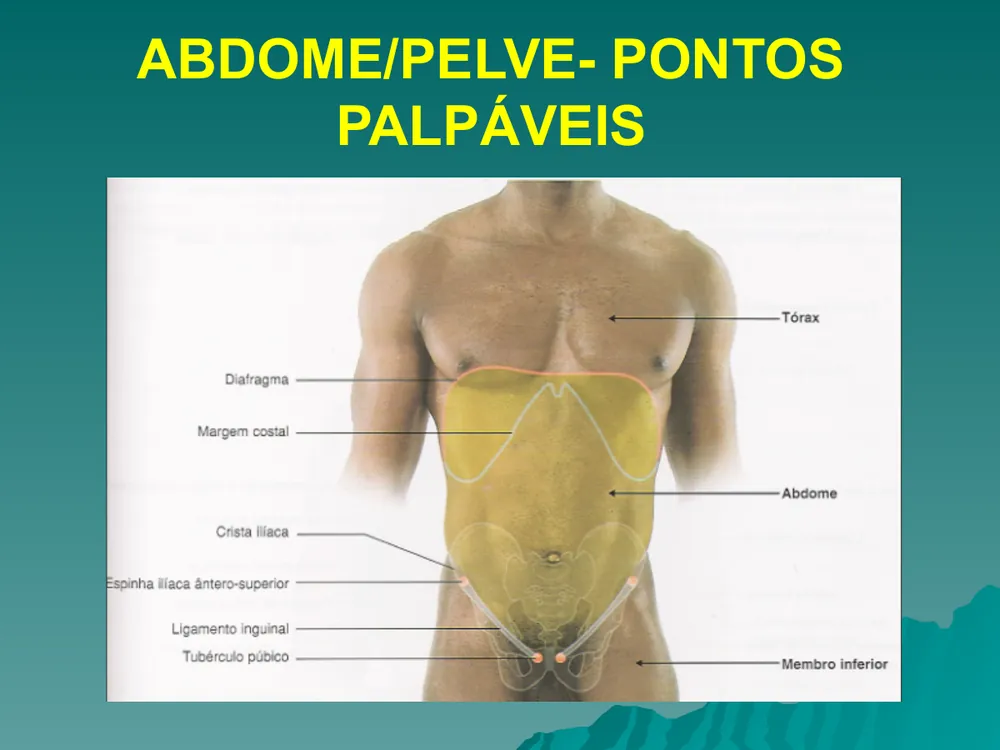 ABDOME/PELVE- PONTOS
PALPÁVEIS
Tórax
Diafragma
Margem costal
Abdome
Crista ilíaca
Espinha ilíaca ântero-superior
Ligamento inguinal
Tubérculo púbico
Membro inferior